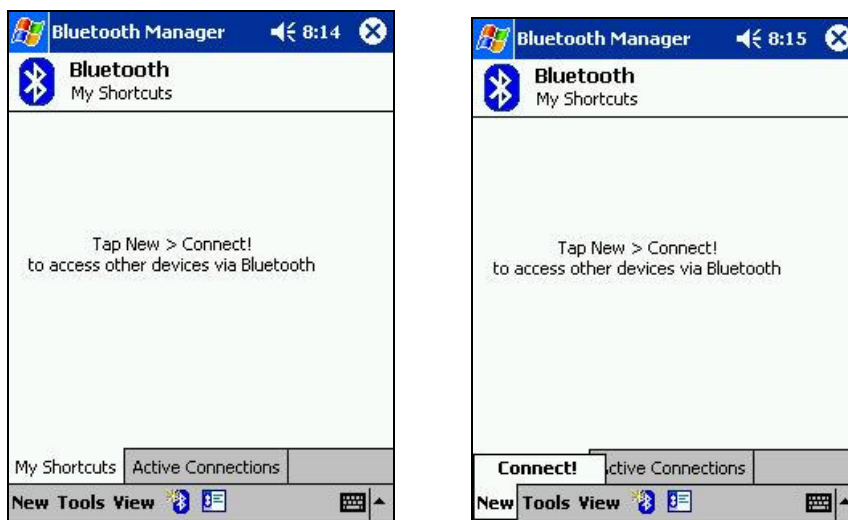 Bluetooth Manager 8:14
Bluetooth
My Shortcuts
Tap New > Connect!
to access other devices via Bluetooth
My Shortcuts Active Connections
New Tools View
Bluetooth Manager 8:15
Bluetooth
My Shortcuts
Tap New > Connect!
to access other devices via Bluetooth
Connect! ctive Connections
New Tools View